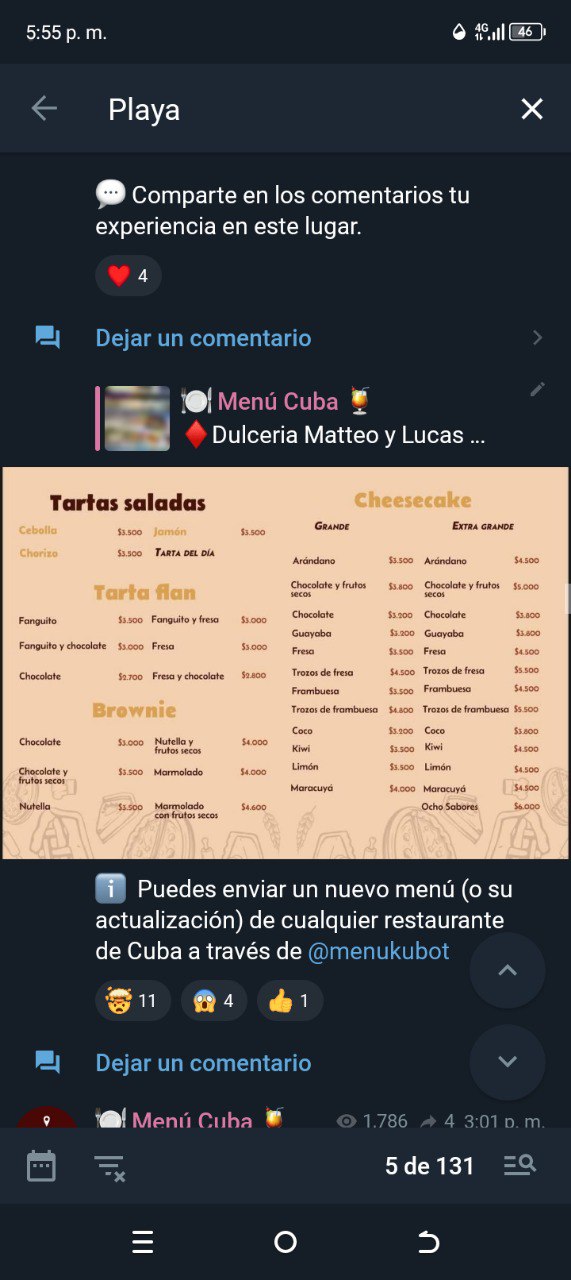 5:55 p. m.
4G
46
Playa
Comparte en los comentarios tu
experiencia en este lugar.
4
Dejar un comentario
Menú Cuba
Dulceria Matteo y Lucas ...
Tartas saladas
Cebolla $3.500 Jamón $3.500
Chorizo $3.500 TARTA DEL DÍA
Tarta flan
Fanguito $3.500 Fanguito y fresa $3.000
Fanguito y chocolate $3.000 Fresa $3.000
Chocolate $2.700 Fresa y chocolate $2.800
Brownie
Chocolate $3.000 Nutella y
frutos secos $4.000
Chocolate y
frutos secos $3.500 Marmolado $4.000
Nutella $3.500 Marmolado
con frutos secos $4.600
Cheesecake
GRANDE EXTRA GRANDE
Arándano $3.500 Arándano $4.500
Chocolate y frutos
secos $3.800 Chocolate y frutos
secos $5.000
Chocolate $3.200 Chocolate $3.800
Guayaba $3.200 Guayaba $3.800
Fresa $3.500 Fresa $4.500
Trozos de fresa $4.500 Trozos de fresa $5.500
Frambuesa $3.500 Frambuesa $4.500
Trozos de frambuesa $4.800 Trozos de frambuesa $5.500
Coco $3.200 Coco $3.800
Kiwi $3.500 Kiwi $4.500
Limón $3.500 Limón $4.500
Maracuyá $4.000 Maracuyá $4.500
Ocho Sabores $6.000
Puedes enviar un nuevo menú (o su
actualización) de cualquier restaurante
de Cuba a través de @menukubot
11 4 1
Dejar un comentario
Menú Cuba 1.786 4 3:01 p. m.
5 de 131